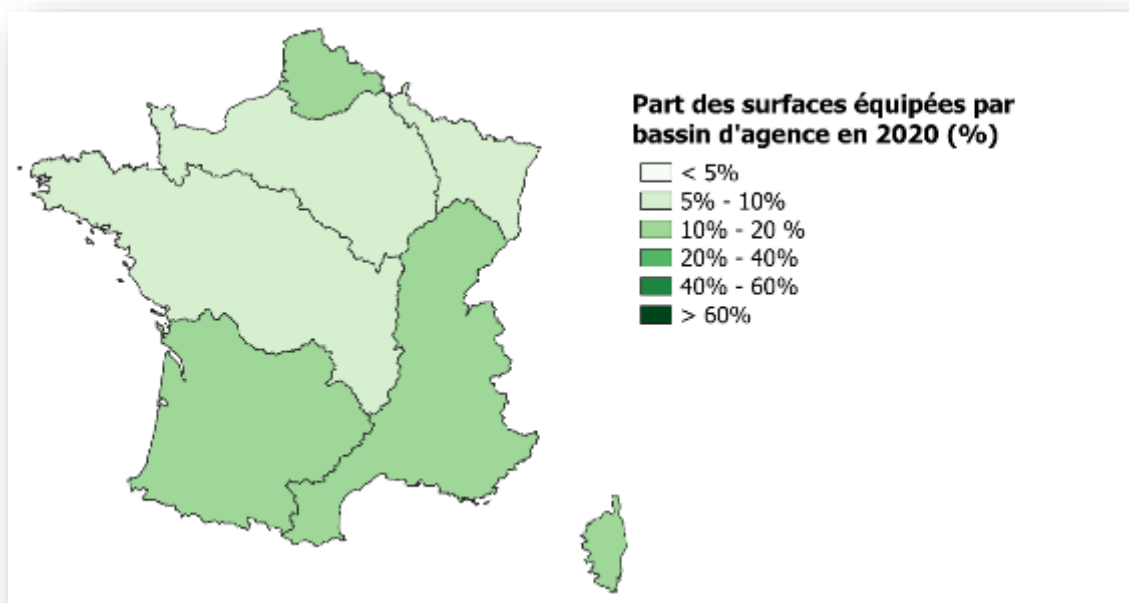 Part des surfaces équipées par
bassin d'agence en 2020 (%)
< 5%
5% - 10%
10% - 20 %
20% - 40%
40% - 60%
> 60%